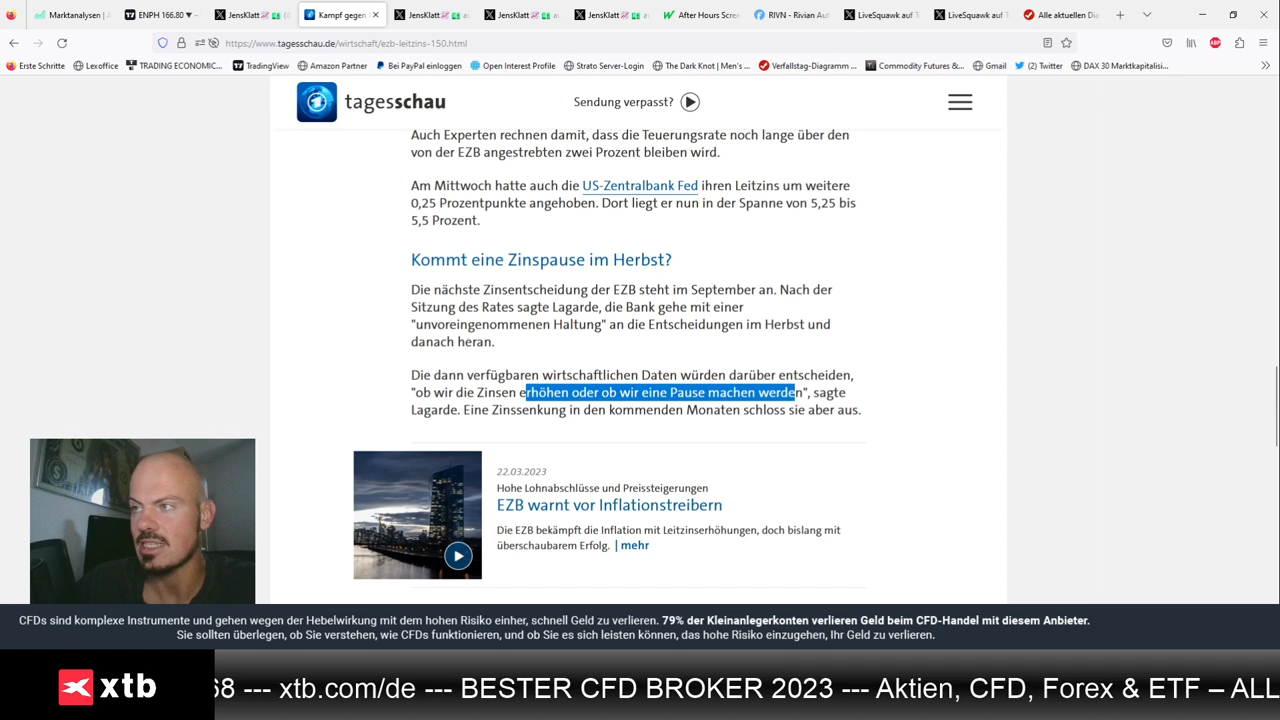 Marktanalysen |
ENPH 166.80 ▼ −
JensKlatt
Kampf gegen
JensKlatt
JensKlatt
JensKlatt
After Hours Scre
RIVN - Rivian Aut
LiveSquawk auf T
LiveSquawk auf T
Alle aktuellen Di
https://www.tagesschau.de/wirtschaft/ezb-leitzins-150.html
Erste Schritte
Lexoffice
TRADING ECONOMIC...
TradingView
Amazon Partner
Bei PayPal einloggen
Open Interest Profile
Strato Server-Login
The Dark Knot | Men's ...
Verfallstag-Diagramm ...
Commodity Futures &...
Gmail
(2) Twitter
DAX 30 Marktkapitalisi...
tagesschau
Sendung verpasst?
Auch Experten rechnen damit, dass die Teuerungsrate noch lange über den
von der EZB angestrebten zwei Prozent bleiben wird.
Am Mittwoch hatte auch die US-Zentralbank Fed ihren Leitzins um weitere
0,25 Prozentpunkte angehoben. Dort liegt er nun in der Spanne von 5,25 bis
5,5 Prozent.
Kommt eine Zinspause im Herbst?
Die nächste Zinsentscheidung der EZB steht im September an. Nach der
Sitzung des Rates sagte Lagarde, die Bank gehe mit einer
"unvoreingenommenen Haltung" an die Entscheidungen im Herbst und
danach heran.
Die dann verfügbaren wirtschaftlichen Daten würden darüber entscheiden,
"ob wir die Zinsen erhöhen oder ob wir eine Pause machen werden", sagte
Lagarde. Eine Zinssenkung in den kommenden Monaten schloss sie aber aus.
22.03.2023
Hohe Lohnabschlüsse und Preissteigerungen
EZB warnt vor Inflationstreibern
Die EZB bekämpft die Inflation mit Leitzinserhöhungen, doch bislang mit
überschaubarem Erfolg. | mehr
CFDs sind komplexe Instrumente und gehen wegen der Hebelwirkung mit dem hohen Risiko einher, schnell Geld zu verlieren. 79% der Kleinanlegerkonten verlieren Geld beim CFD-Handel mit diesem Anbieter.
Sie sollten überlegen, ob Sie verstehen, wie CFDs funktionieren, und ob Sie es sich leisten können, das hohe Risiko einzugehen, Ihr Geld zu verlieren.
xtb
68 --- xtb.com/de --- BESTER CFD BROKER 2023 --- Aktien, CFD, Forex & ETF – ALL